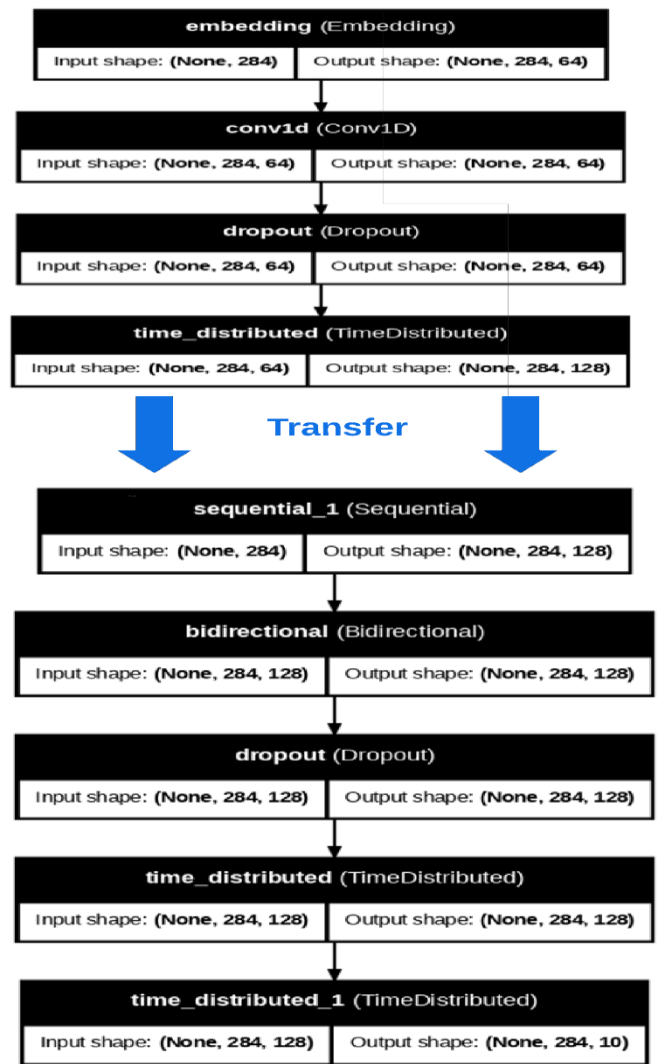 embedding (Embedding)
Input shape: (None, 284) Output shape: (None, 284, 64)
conv1d (Conv1D)
Input shape: (None, 284, 64) Output shape: (None, 284, 64)
dropout (Dropout)
Input shape: (None, 284, 64) Output shape: (None, 284, 64)
time_distributed (TimeDistributed)
Input shape: (None, 284, 64) Output shape: (None, 284, 128)
Transfer
sequential_1 (Sequential)
Input shape: (None, 284) Output shape: (None, 284, 128)
bidirectional (Bidirectional)
Input shape: (None, 284, 128) Output shape: (None, 284, 128)
dropout (Dropout)
Input shape: (None, 284, 128) Output shape: (None, 284, 128)
time_distributed (TimeDistributed)
Input shape: (None, 284, 128) Output shape: (None, 284, 128)
time_distributed_1 (TimeDistributed)
Input shape: (None, 284, 128) Output shape: (None, 284, 10)